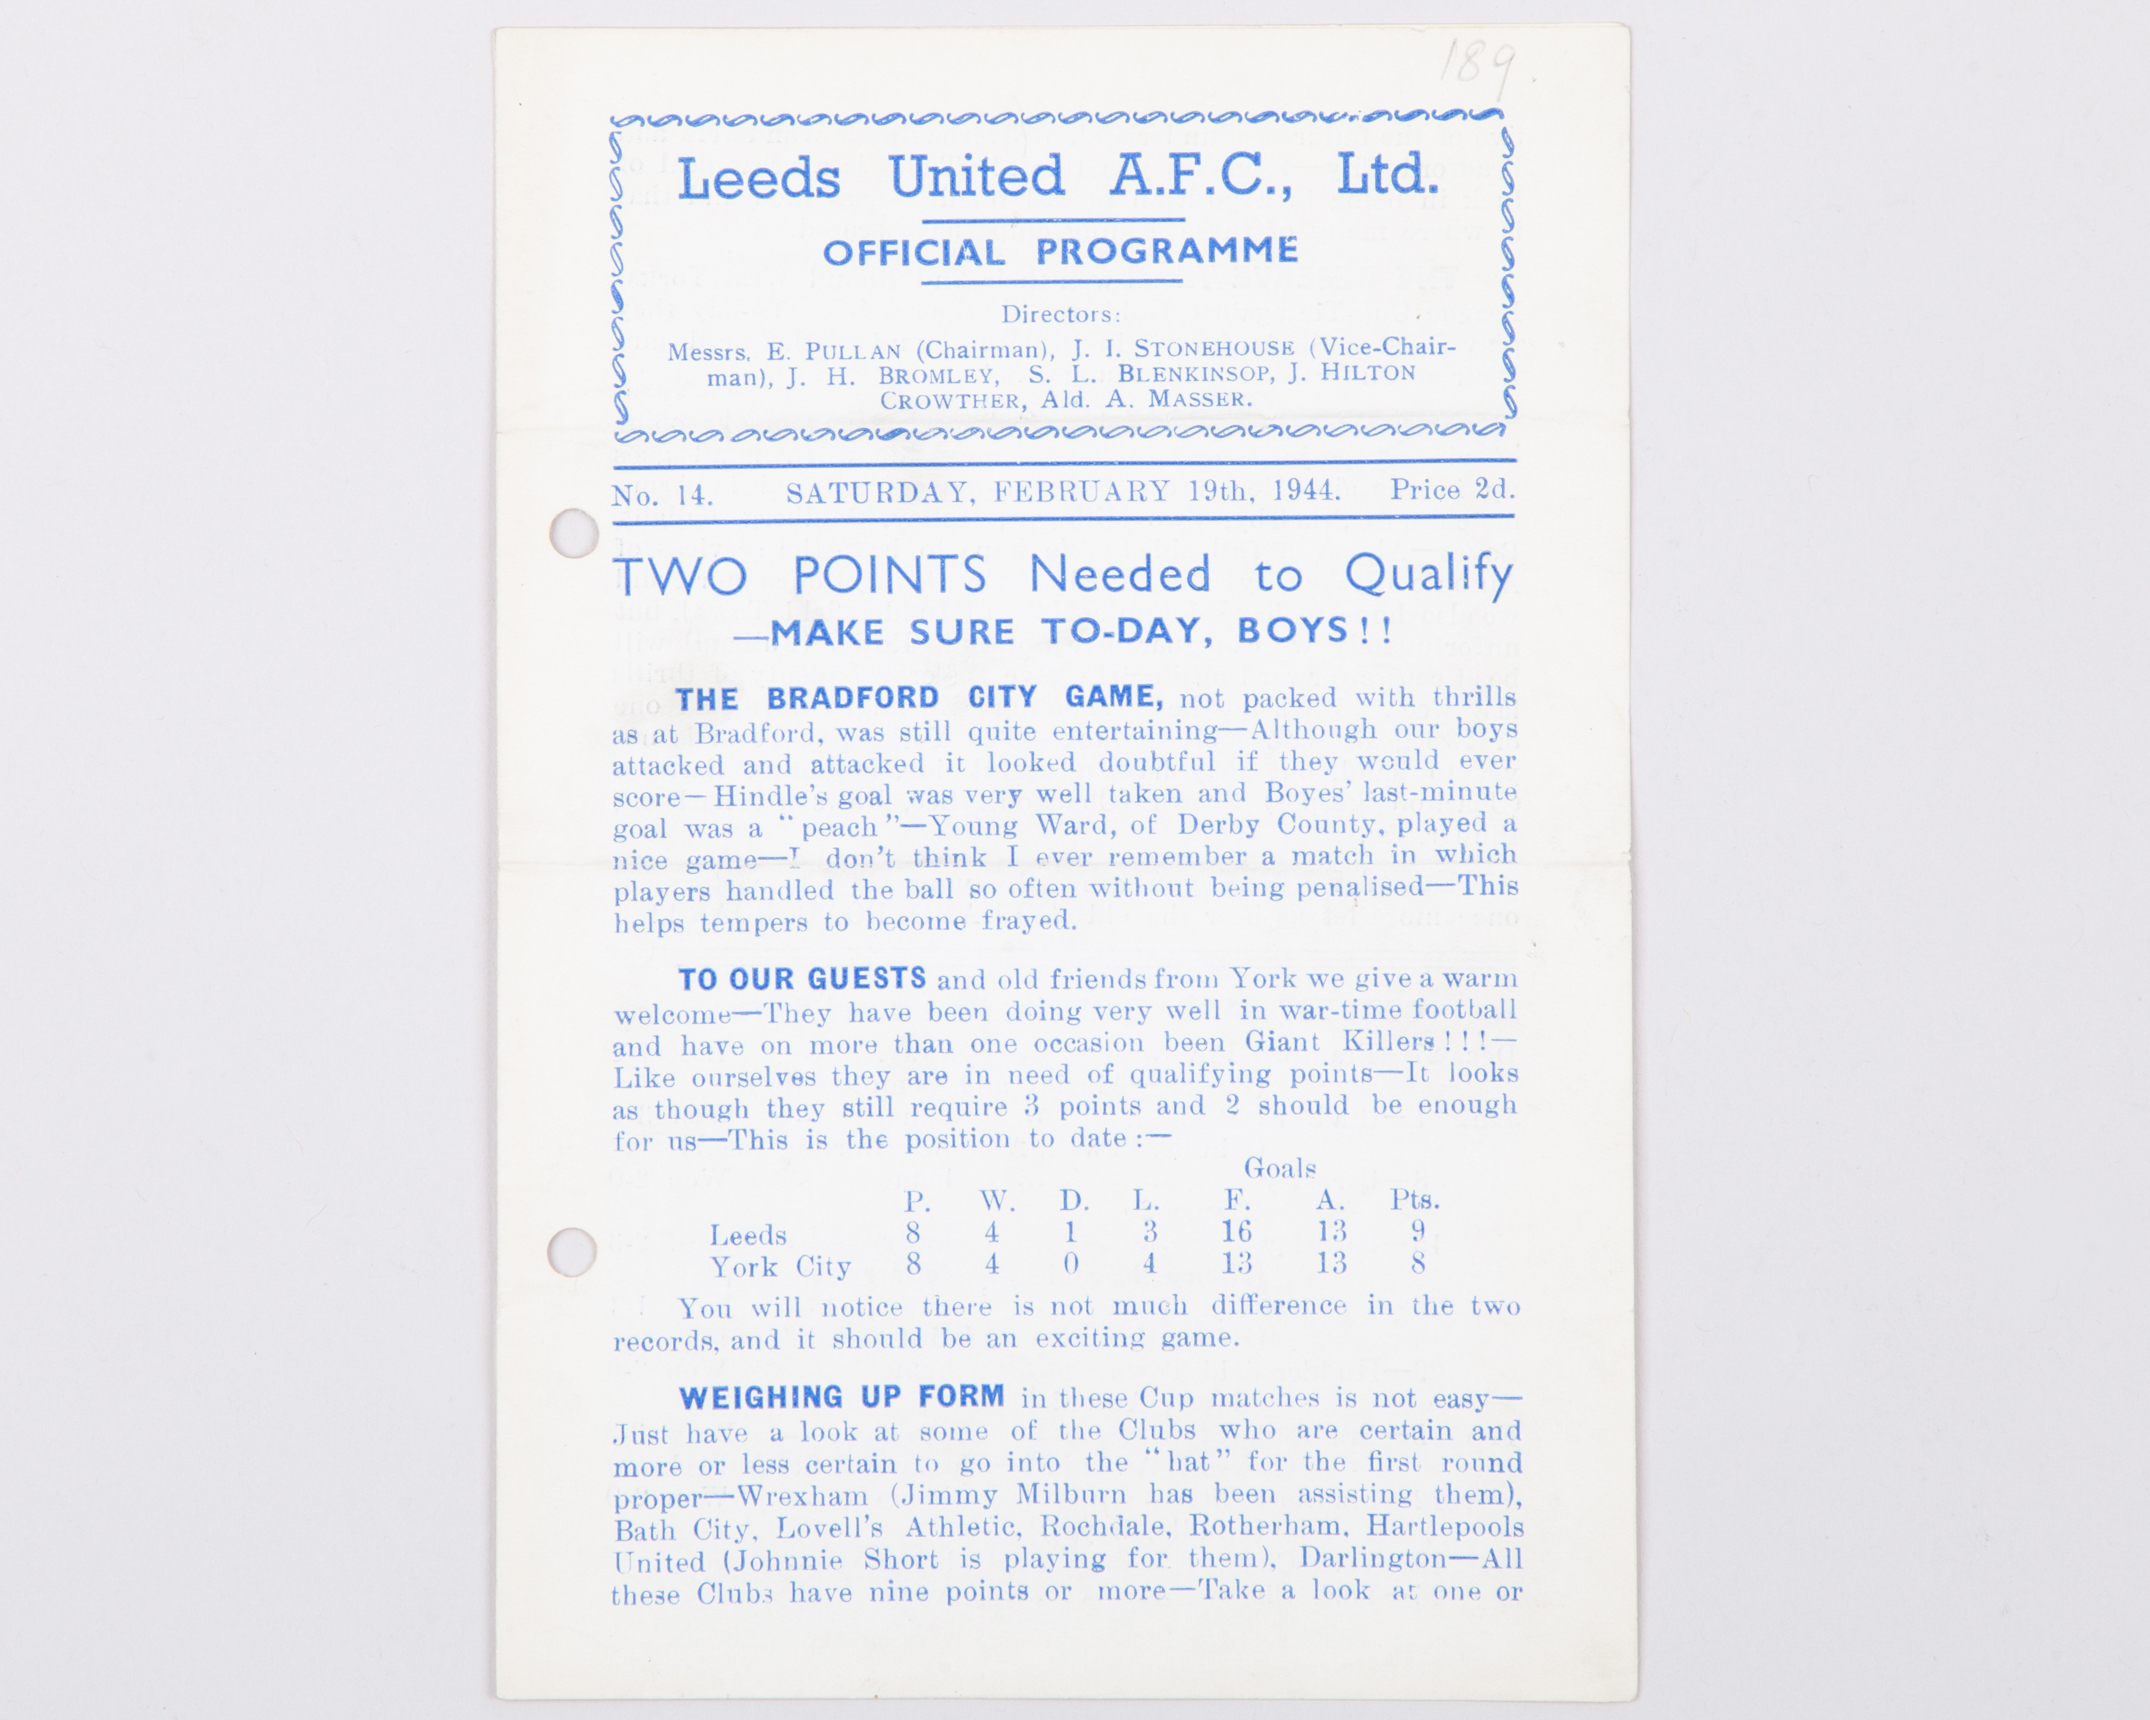 189.
Leeds United A.F.C., Ltd.
OFFICIAL PROGRAMME
Directors:
Messrs. E. PULLAN (Chairman), J. I. STONEHOUSE (Vice-Chair-
man), J. H. BROMLEY, S. L. BLENKINSOP, J. HILTON
CROWTHER, Ald. A. MASSER.
No. 14. SATURDAY, FEBRUARY 19th, 1944. Price 2d.
TWO POINTS Needed to Qualify
—MAKE SURE TO-DAY, BOYS!!
THE BRADFORD CITY GAME, not packed with thrills
as at Bradford, was still quite entertaining—Although our boys
attacked and attacked it looked doubtful if they would ever
score—Hindle's goal was very well taken and Boyes' last-minute
goal was a "peach"—Young Ward, of Derby County, played a
nice game—I don't think I ever remember a match in which
players handled the ball so often without being penalised—This
helps tempers to become frayed.
TO OUR GUESTS and old friends from York we give a warm
welcome—They have been doing very well in war-time football
and have on more than one occasion been Giant Killers!!!—
Like ourselves they are in need of qualifying points—It looks
as though they still require 3 points and 2 should be enough
for us—This is the position to date:—
Goals
P. W. D. L. F. A. Pts.
Leeds 8 4 1 3 16 13 9
York City 8 4 0 4 13 13 8
You will notice there is not much difference in the two
records, and it should be an exciting game.
WEIGHING UP FORM in these Cup matches is not easy—
Just have a look at some of the Clubs who are certain and
more or less certain to go into the "hat" for the first round
proper—Wrexham (Jimmy Milburn has been assisting them),
Bath City, Lovell's Athletic, Rochdale, Rotherham, Hartlepools
United (Johnnie Short is playing for them), Darlington—All
these Clubs have nine points or more—Take a look at one or